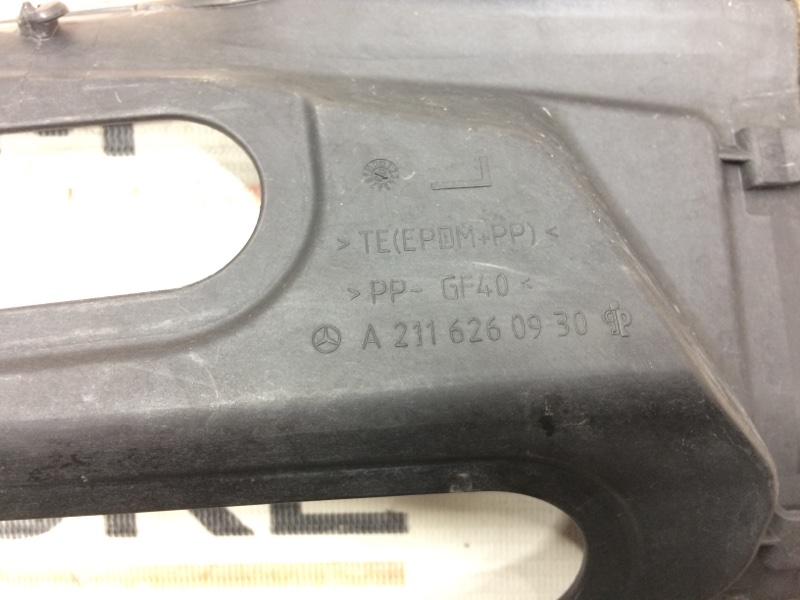 > TE(EPDM+PP) <
> PP- GF40 <
A 211 626 09 30